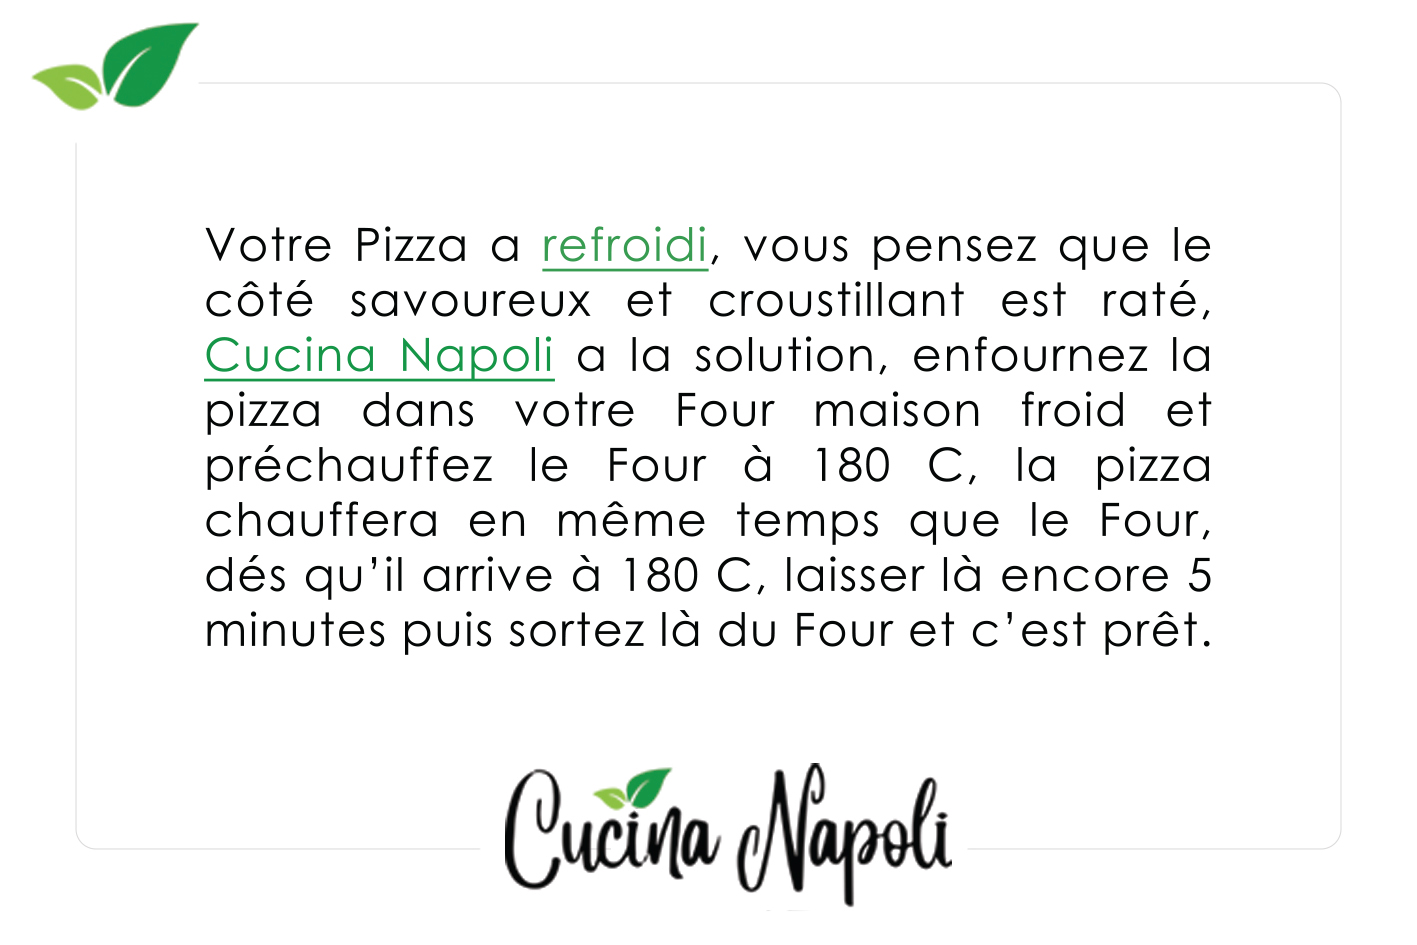 Votre Pizza a refroidi, vous pensez que le
côté savoureux et croustillant est raté,
Cucina Napoli a la solution, enfournez la
pizza dans votre Four maison froid et
préchauffez le Four à 180 C, la pizza
chauffera en même temps que le Four,
dés qu’il arrive à 180 C, laisser là encore 5
minutes puis sortez là du Four et c’est prêt.
Cucina Napoli